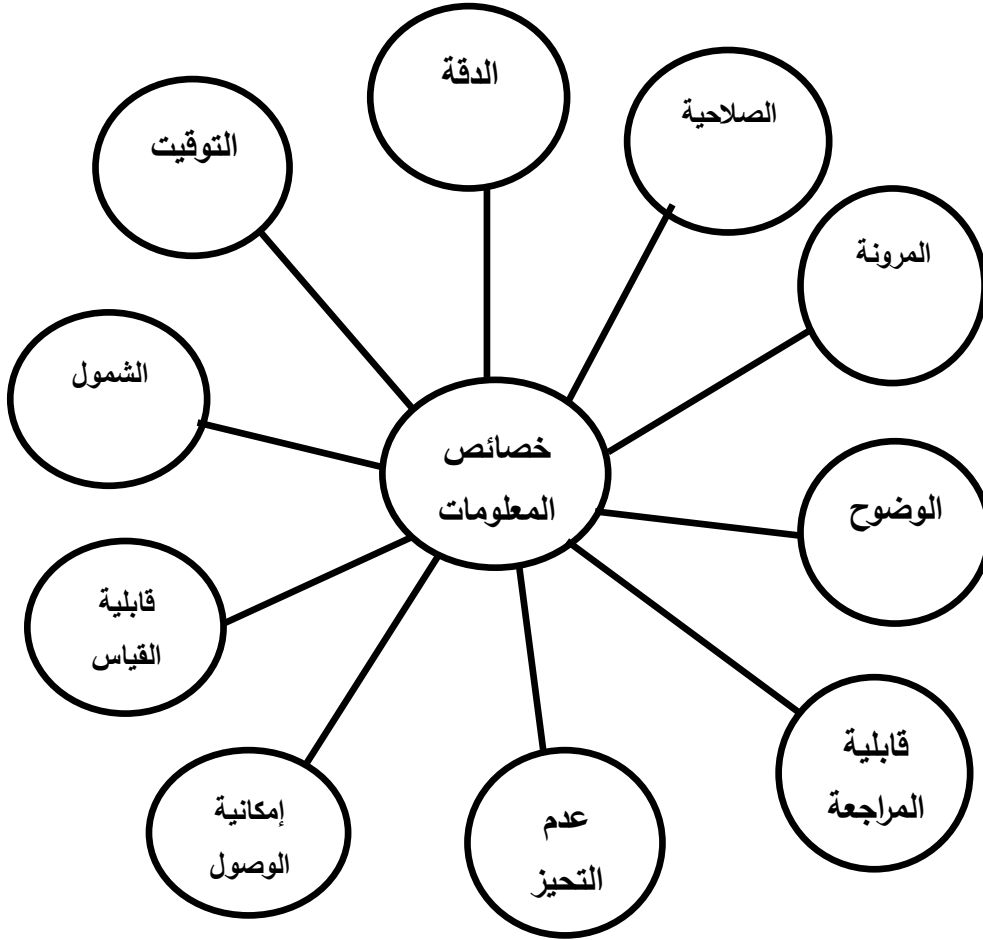 الدقة
الصلاحية
التوقيت
المرونة
الشمول
خصائص
المعلومات
الوضوح
قابلية
القياس
قابلية
المراجعة
إمكانية
الوصول
عدم
التحيز